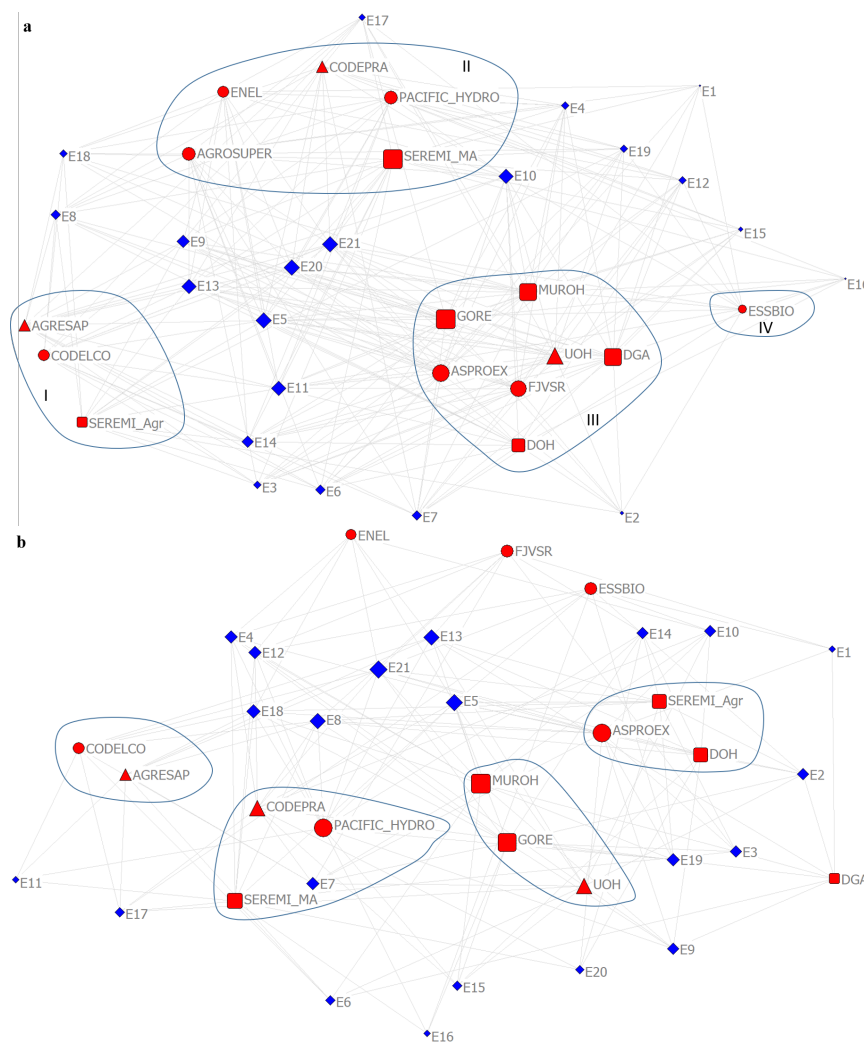 E17
a
II
CODEPRA
ENEL
E1
PACIFIC_HYDRO
E4
E18
AGROSUPER
SEREMI_MA
E19
E10
E12
E8
E9
E21
E15
E20
E13
MUROH
E16
GORE
ESSBIO
E5
AGRESAP
IV
CODELCO
UOH
DGA
ASPROEX
E11
FJVSR
I
SEREMI_Agr
III
E14
DOH
E3
E6
E7
E2
b
ENEL
FJVSR
ESSBIO
E4
E13
E14
E10
E12
E1
E21
SEREMI_Agr
E5
E18
E8
ASPROEX
CODELCO
DOH
AGRESAP
E2
MUROH
CODEPRA
PACIFIC_HYDRO
GORE
E3
E19
E11
E7
UOH
DGA
SEREMI_MA
E17
E9
E20
E15
E6
E16